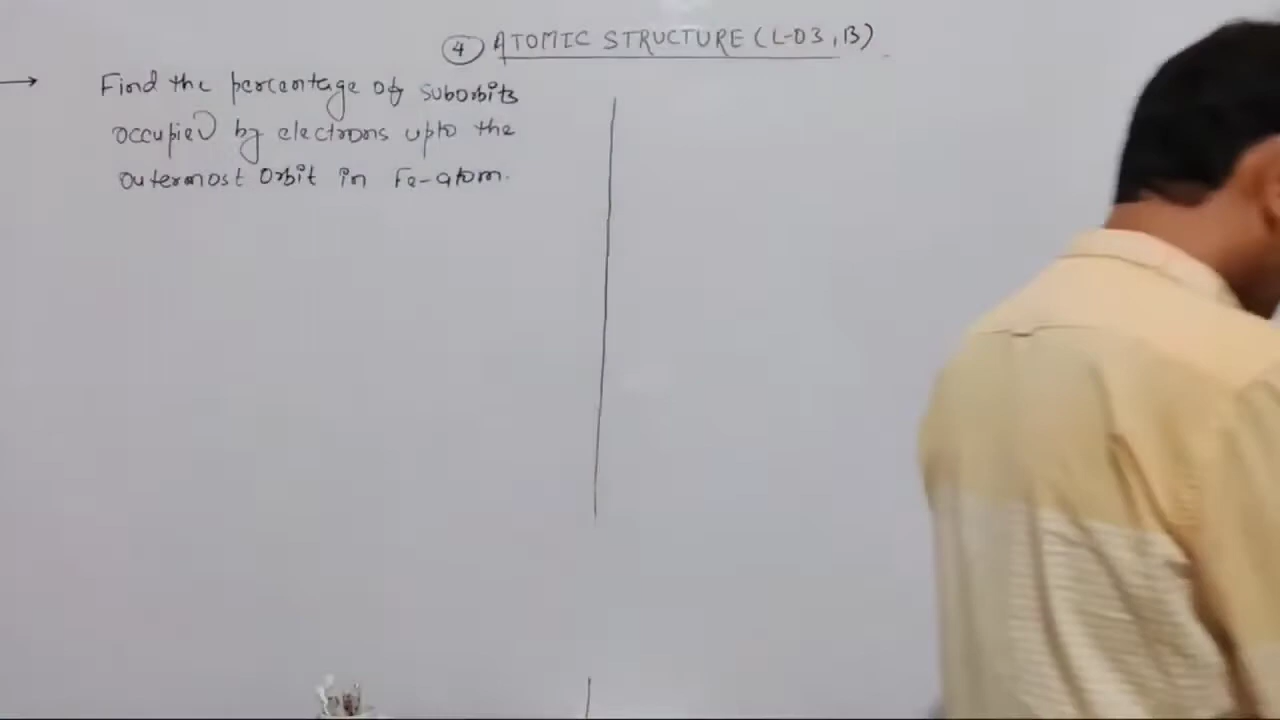 ④ ATOMIC STRUCTURE (L-03, B)
→ Find the percentage of suborbits
occupied by electrons upto the
outermost orbit in Fe-atom.